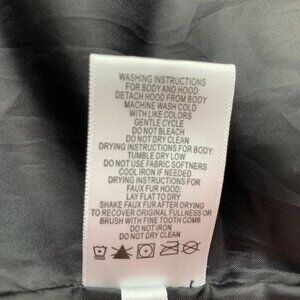 WASHING INSTRUCTIONS
FOR BODY AND HOOD:
DETACH HOOD FROM BODY
MACHINE WASH COLD
WITH LIKE COLORS
GENTLE CYCLE
DO NOT BLEACH
DO NOT DRY CLEAN
DRYING INSTRUCTIONS FOR BODY:
TUMBLE DRY LOW
DO NOT USE FABRIC SOFTNERS
COOL IRON IF NEEDED
DRYING INSTRUCTIONS FOR
FAUX FUR HOOD:
LAY FLAT TO DRY
SHAKE FAUX FUR AFTER DRYING
TO RECOVER ORIGINAL FULLNESS OR
BRUSH WITH FINE TOOTH COMB
DO NOT IRON
DO NOT DRY CLEAN